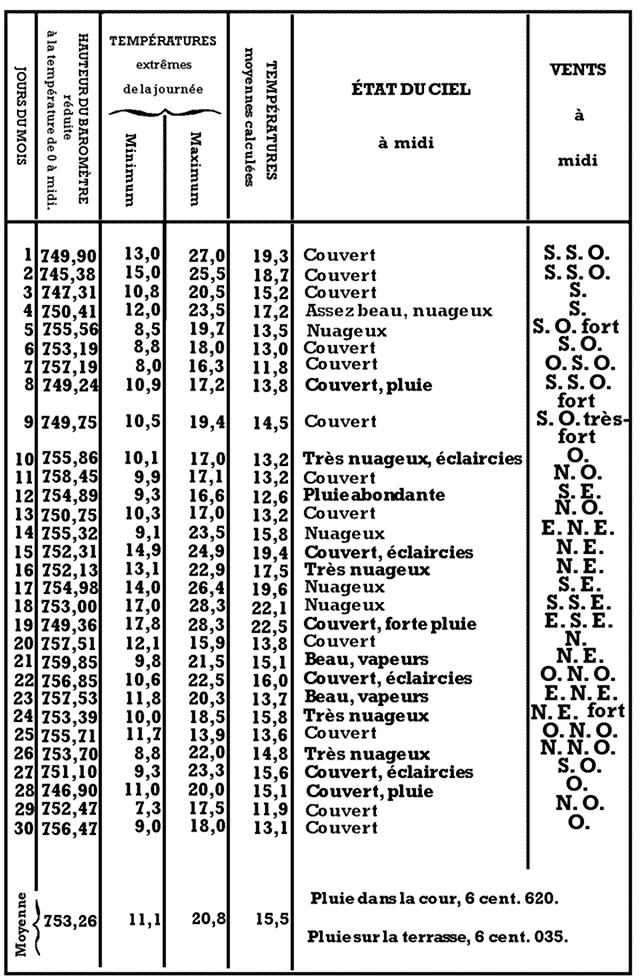 JOURS DU MOIS
HAUTEUR DU BAROMÈTRE
réduite
à la température de 0 à midi.
TEMPÉRATURES
extrêmes
de la journée
Minimum
Maximum
TEMPÉRATURES
moyennes calculées
ÉTAT DU CIEL
à midi
VENTS
à
midi
1 749,90 13,0 27,0 19,3 Couvert S. S. O.
2 745,38 15,0 25,5 18,7 Couvert S. S. O.
3 747,31 10,8 20,5 15,2 Couvert S.
4 750,41 12,0 23,5 17,2 Assez beau, nuageux S.
5 755,56 8,5 19,7 13,5 Nuageux S. O. fort
6 753,19 8,8 18,0 13,0 Couvert S. O.
7 757,19 8,0 16,3 11,8 Couvert O. S. O.
8 749,24 10,9 17,2 13,8 Couvert, pluie S. S. O.
fort
9 749,75 10,5 19,4 14,5 Couvert S. O. très-
fort
10 755,86 10,1 17,0 13,2 Très nuageux, éclaircies O.
11 758,45 9,9 17,1 13,2 Couvert N. O.
12 754,89 9,3 16,6 12,6 Pluie abondante S. E.
13 750,75 10,3 17,0 13,2 Couvert N. O.
14 755,32 9,1 23,5 15,8 Nuageux E. N. E.
15 752,31 14,9 24,9 19,4 Couvert, éclaircies N. E.
16 752,13 13,1 22,9 17,5 Très nuageux N. E.
17 754,98 14,0 26,4 19,6 Nuageux S. E.
18 753,00 17,0 28,3 22,1 Nuageux S. S. E.
19 749,36 17,8 28,3 22,5 Couvert, forte pluie E. S. E.
20 757,51 12,1 15,9 13,8 Couvert N.
21 759,85 9,8 21,5 15,1 Beau, vapeurs N. E.
22 756,85 10,6 22,5 16,0 Couvert, éclaircies O. N. O.
23 757,53 11,8 20,3 13,7 Beau, vapeurs E. N. E.
24 753,39 10,0 18,5 15,8 Très nuageux N. E. fort
25 755,71 11,7 13,9 13,6 Couvert O. N. O.
26 753,70 8,8 22,0 14,8 Très nuageux N. N. O.
27 751,10 9,3 23,3 15,6 Couvert, éclaircies S. O.
28 746,90 11,0 20,0 15,1 Couvert, pluie O.
29 752,47 7,3 17,5 11,9 Couvert N. O.
30 756,47 9,0 18,0 13,1 Couvert O.
Moyenne 753,26 11,1 20,8 15,5
Pluie dans la cour, 6 cent. 620.
Pluie sur la terrasse, 6 cent. 035.